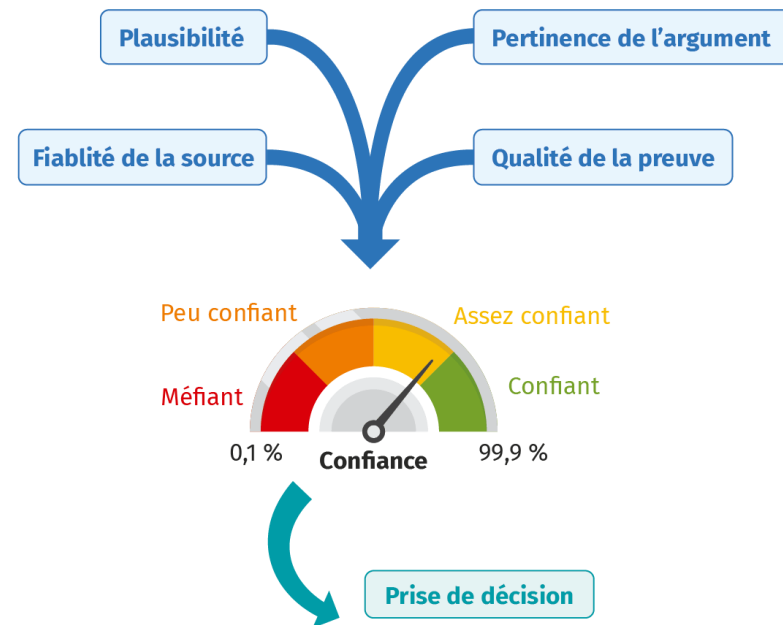 Plausibilité
Pertinence de l’argument
Fiablité de la source
Qualité de la preuve
Peu confiant
Assez confiant
Méfiant
Confiant
0,1 %
Confiance
99,9 %
Prise de décision